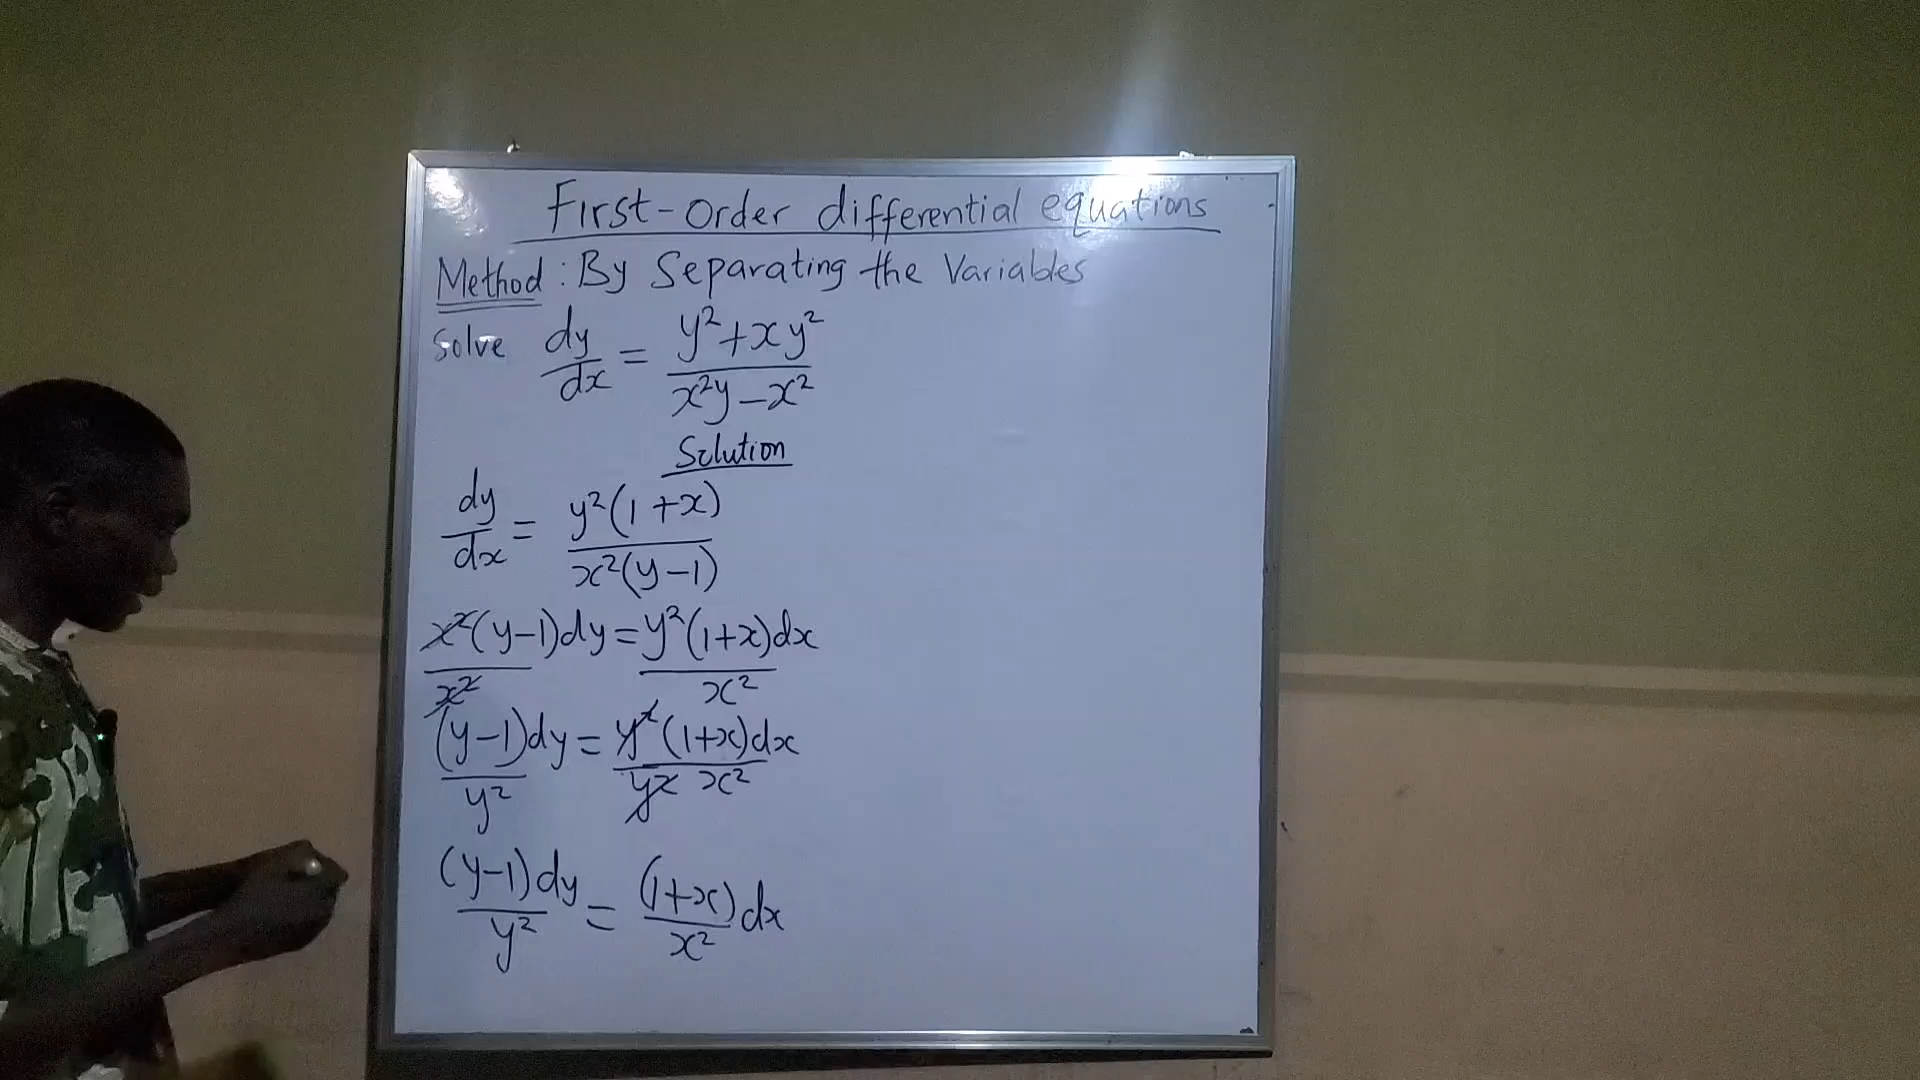 First-Order differential equations
Method : By Separating the Variables
Solve dy/dx = (y²+xy²)/(x²y-x²)
Solution
dy/dx = y²(1+x)/x²(y-1)
x²(y-1)dy/x² = y²(1+x)dx/x²
(y-1)dy/y² = y²(1+x)dx/y² x²
(y-1)dy/y² = (1+x)/x² dx